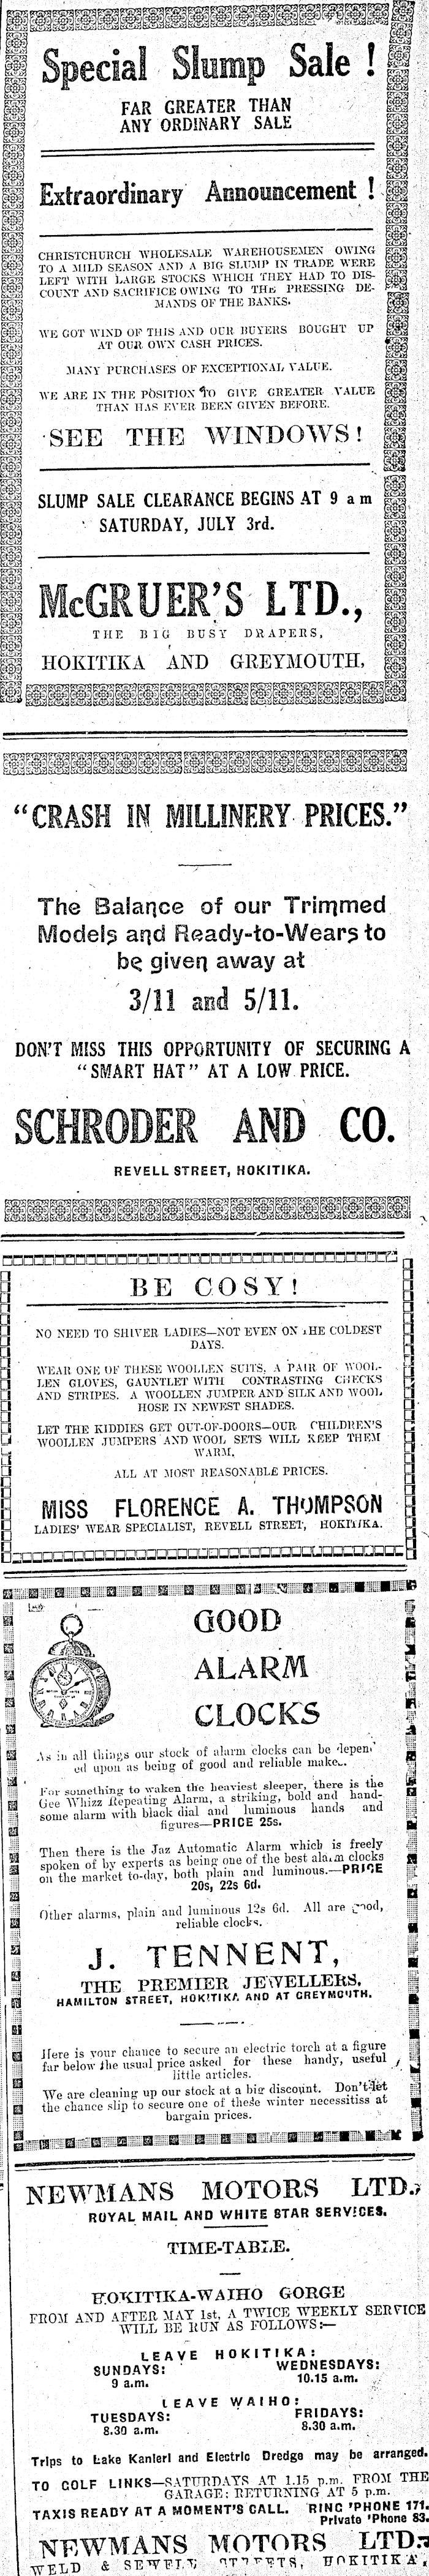 Special Slump Sale !
FAR GREATER THAN
ANY ORDINARY SALE
Extraordinary Announcement !
CHRISTCHURCH WHOLESALE WAREHOUSEMEN OWING
TO A MILD SEASON AND A BIG SLUMP IN TRADE WERE
LEFT WITH LARGE STOCKS WHICH THEY HAD TO DIS-
COUNT AND SACRIFICE OWING TO THE PRESSING DE-
MANDS OF THE BANKS.
WE GOT WIND OF THIS AND OUR BUYERS BOUGHT UP
AT OUR OWN CASH PRICES.
MANY PURCHASES OF EXCEPTIONAL VALUE.
WE ARE IN THE POSITION TO GIVE GREATER VALUE
THAN HAS EVER BEEN GIVEN BEFORE.
SEE THE WINDOWS!
SLUMP SALE CLEARANCE BEGINS AT 9 a m
SATURDAY, JULY 3rd.
McGRUER'S LTD.,
THE BIG BUSY DRAPERS,
HOKITIKA AND GREYMOUTH,
"CRASH IN MILLINERY PRICES."
The Balance of our Trimmed
Models and Ready-to-Wears to
be given away at
3/11 and 5/11.
DON'T MISS THIS OPPORTUNITY OF SECURING A
"SMART HAT" AT A LOW PRICE.
SCHRODER AND CO.
REVELL STREET, HOKITIKA.
BE COSY!
NO NEED TO SHIVER LADIES—NOT EVEN ON THE COLDEST
DAYS.
WEAR ONE OF THESE WOOLLEN SUITS, A PAIR OF WOOL-
LEN GLOVES, GAUNTLET WITH CONTRASTING CHECKS
AND STRIPES. A WOOLLEN JUMPER AND SILK AND WOOL
HOSE IN NEWEST SHADES.
LET THE KIDDIES GET OUT-OF-DOORS—OUR CHILDREN'S
WOOLLEN JUMPERS AND WOOL SETS WILL KEEP THEM
WARM.
ALL AT MOST REASONABLE PRICES.
MISS FLORENCE A. THOMPSON
LADIES' WEAR SPECIALIST, REVELL STREET, HOKITIKA.
GOOD
ALARM
CLOCKS
As in all things our stock of alarm clocks can be depen
ed upon as being of good and reliable make.
For something to waken the heaviest sleeper, there is the
Gee Whizz Repeating Alarm, a striking, bold and hand-
some alarm with black dial and luminous hands and
figures—PRICE 25s.
Then there is the Jaz Automatic Alarm which is freely
spoken of by experts as being one of the best alarm clocks
on the market to-day, both plain and luminous.—PRICE
20s, 22s 6d.
Other alarms, plain and luminous 12s 6d. All are good,
reliable clocks.
J. TENNENT,
THE PREMIER JEWELLERS.
HAMILTON STREET, HOKITIKA AND AT GREYMOUTH.
Here is your chance to secure an electric torch at a figure
far below the usual price asked for these handy, useful
little articles.
We are cleaning up our stock at a big discount. Don't let
the chance slip to secure one of these winter necessitiss at
bargain prices.
NEWMANS MOTORS LTD.,
ROYAL MAIL AND WHITE STAR SERVICES.
TIME-TABLE.
HOKITIKA-WAIHO GORGE
FROM AND AFTER MAY 1st, A TWICE WEEKLY SERVICE
WILL BE RUN AS FOLLOWS:—
LEAVE HOKITIKA:
SUNDAYS: WEDNESDAYS:
9 a.m. 10.15 a.m.
LEAVE WAIHO:
TUESDAYS: FRIDAYS:
8.30 a.m. 8.30 a.m.
Trips to Lake Kanieri and Electric Dredge may be arranged.
TO GOLF LINKS—SATURDAYS AT 1.15 p.m. FROM THE
GARAGE: RETURNING AT 5 p.m.
TAXIS READY AT A MOMENT'S CALL. RING 'PHONE 171.
Private 'Phone 83.
NEWMANS MOTORS LTD.
WELD & SEWELL STREETS, HOKITIKA,